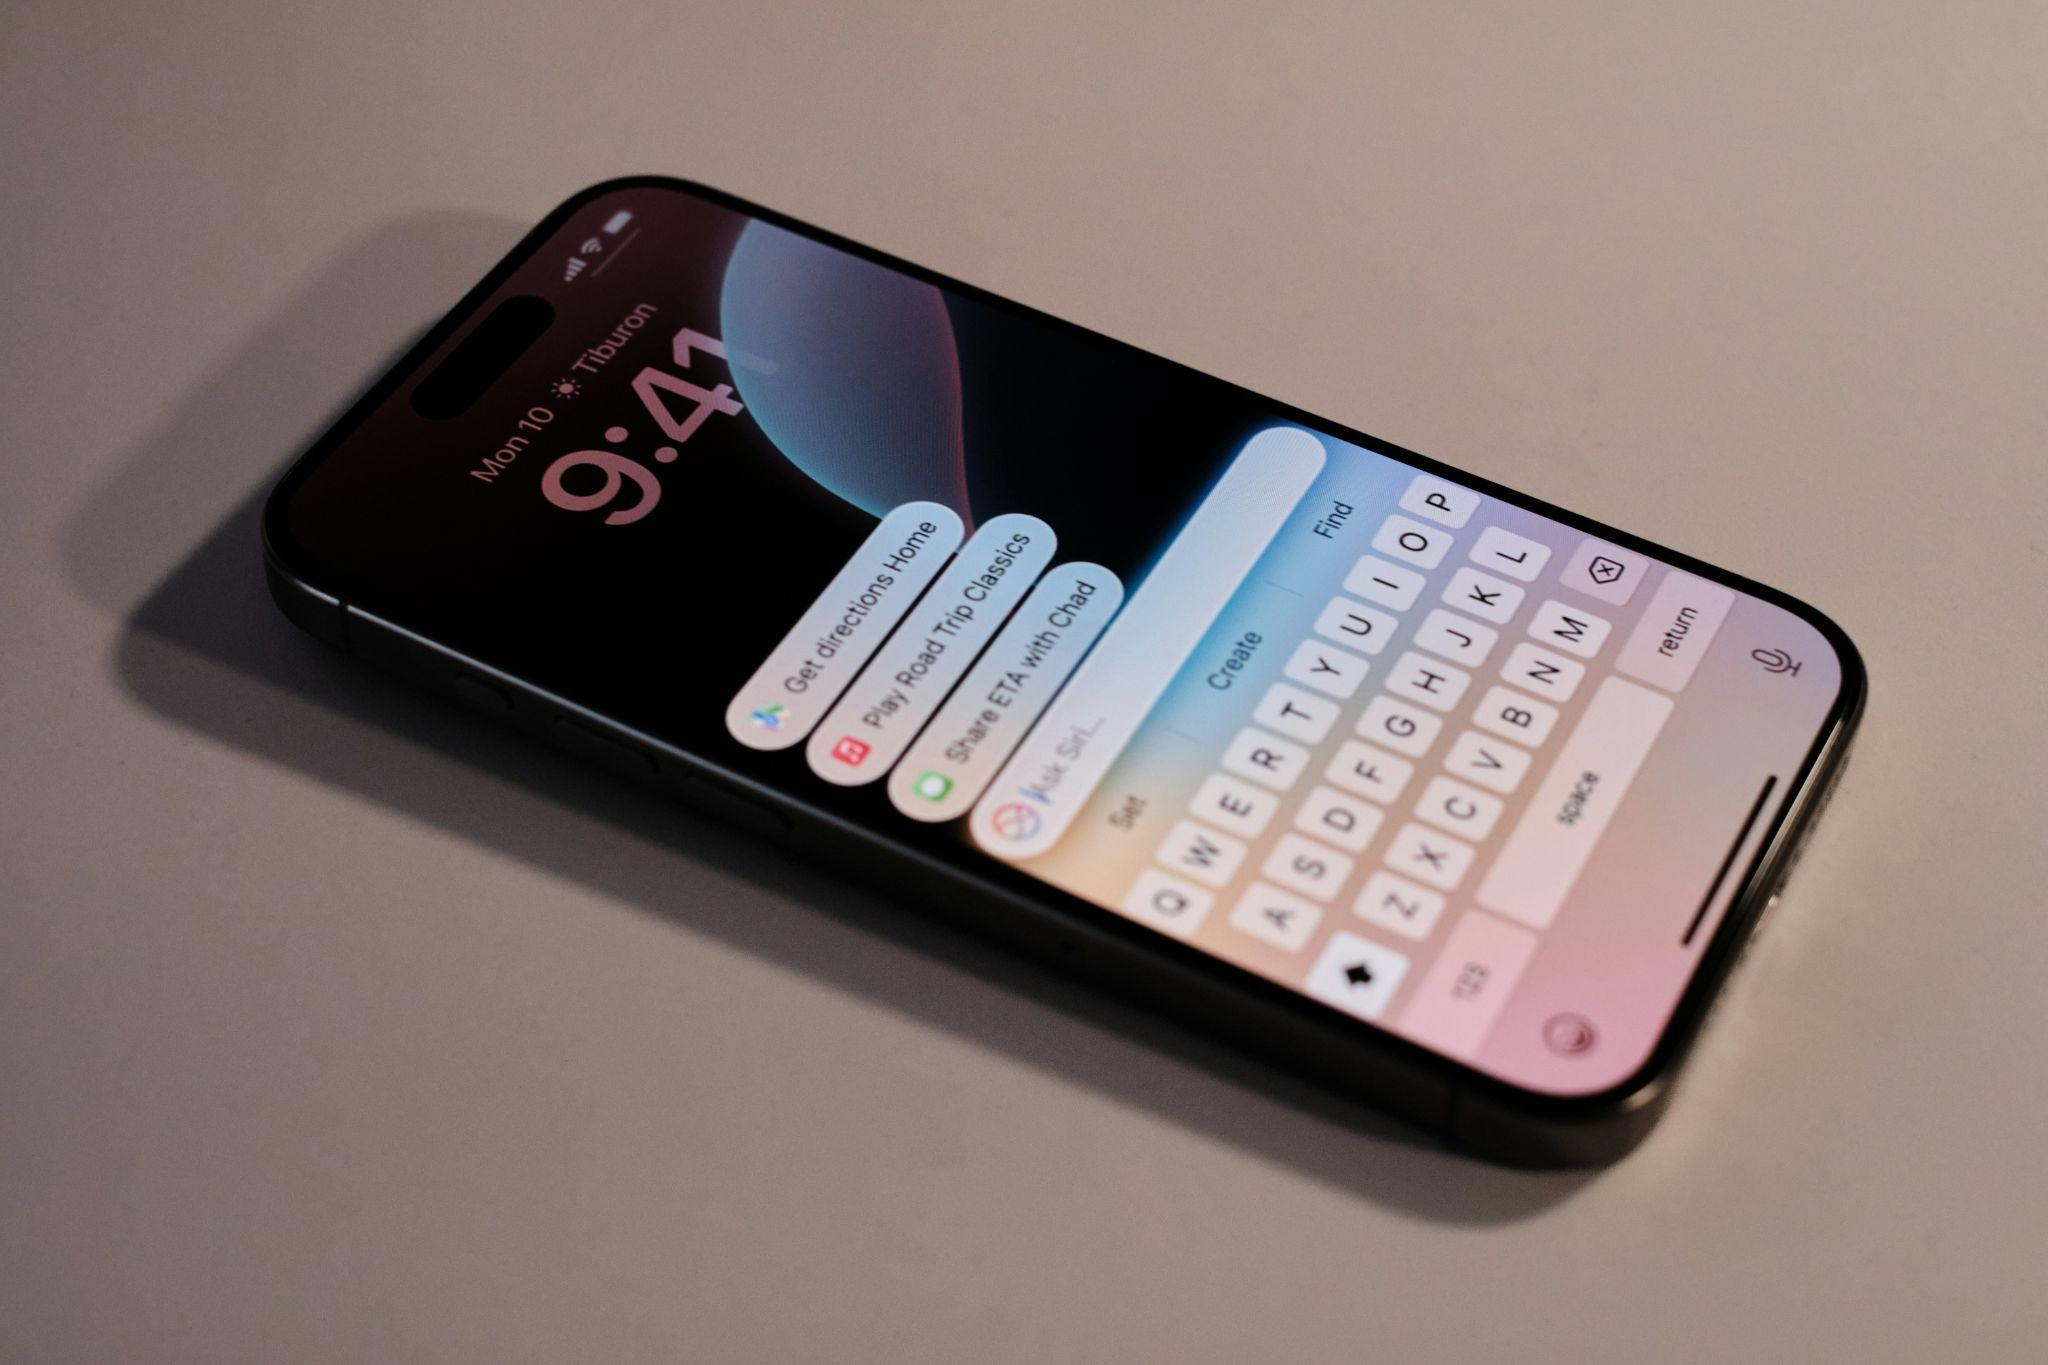 Mon 10 Tiburon
9:41
Get directions Home
Play Road Trip Classics
Share ETA with Chad
Ask Siri...
Set Create Find
Q W E R T Y U I O P
A S D F G H J K L
Z X C V B N M
123 space return